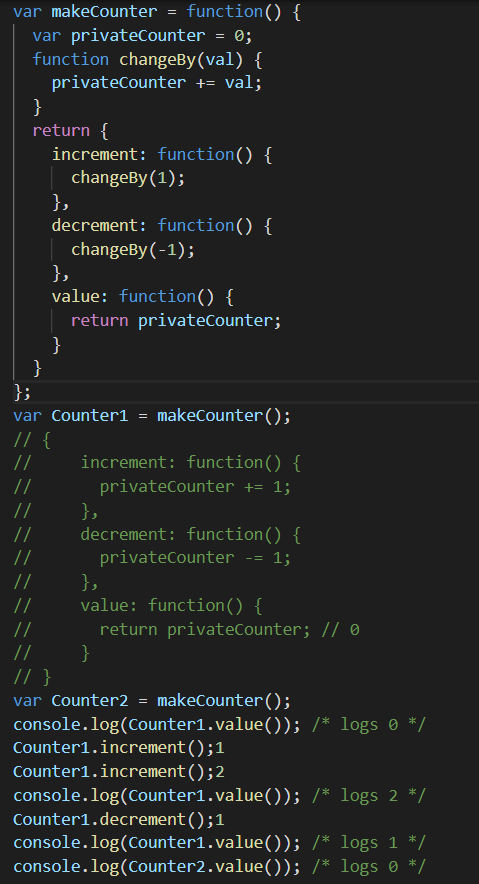 var makeCounter = function() {
  var privateCounter = 0;
  function changeBy(val) {
    privateCounter += val;
  }
  return {
    increment: function() {
      changeBy(1);
    },
    decrement: function() {
      changeBy(-1);
    },
    value: function() {
      return privateCounter;
    }
  }
};
var Counter1 = makeCounter();
// {
//     increment: function() {
//       privateCounter += 1;
//     },
//     decrement: function() {
//       privateCounter -= 1;
//     },
//     value: function() {
//       return privateCounter; // 0
//     }
// }
var Counter2 = makeCounter();
console.log(Counter1.value()); /* logs 0 */
Counter1.increment();1
Counter1.increment();2
console.log(Counter1.value()); /* logs 2 */
Counter1.decrement();1
console.log(Counter1.value()); /* logs 1 */
console.log(Counter2.value()); /* logs 0 */